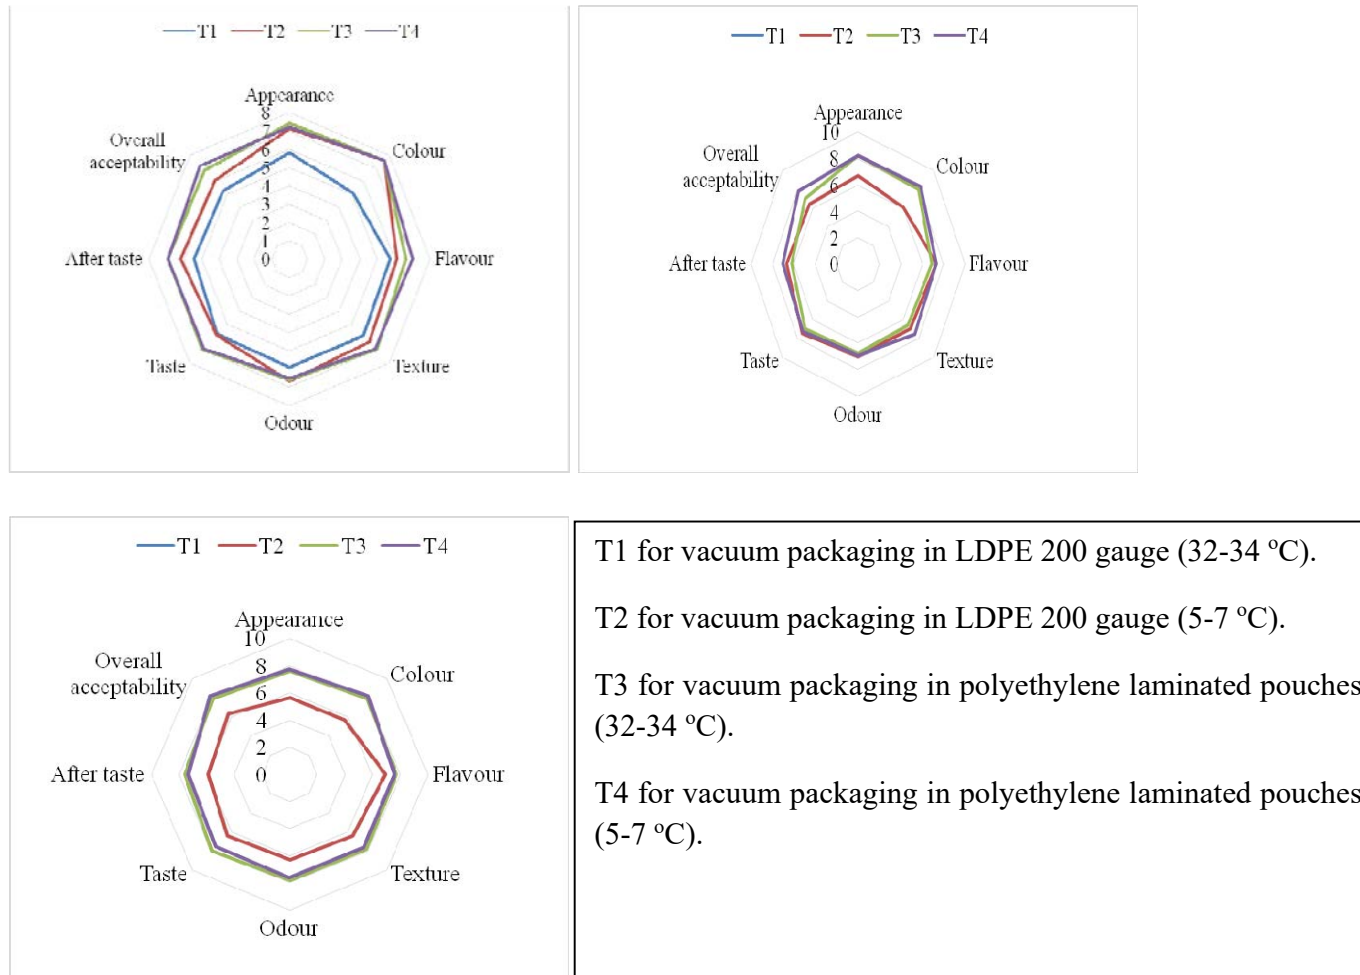 T1 T2 T3 T4
Appearance
8
7
6
5
4
3
2
1
0
Colour
Flavour
Texture
Odour
Taste
After taste
Overall
acceptability
T1 T2 T3 T4
Appearance
10
8
6
4
2
0
Colour
Flavour
Texture
Odour
Taste
After taste
Overall
acceptability
T1 T2 T3 T4
Appearance
10
8
6
4
2
0
Colour
Flavour
Texture
Odour
Taste
After taste
Overall
acceptability
T1 for vacuum packaging in LDPE 200 gauge (32-34 ºC).
T2 for vacuum packaging in LDPE 200 gauge (5-7 ºC).
T3 for vacuum packaging in polyethylene laminated pouches
(32-34 ºC).
T4 for vacuum packaging in polyethylene laminated pouches
(5-7 ºC).